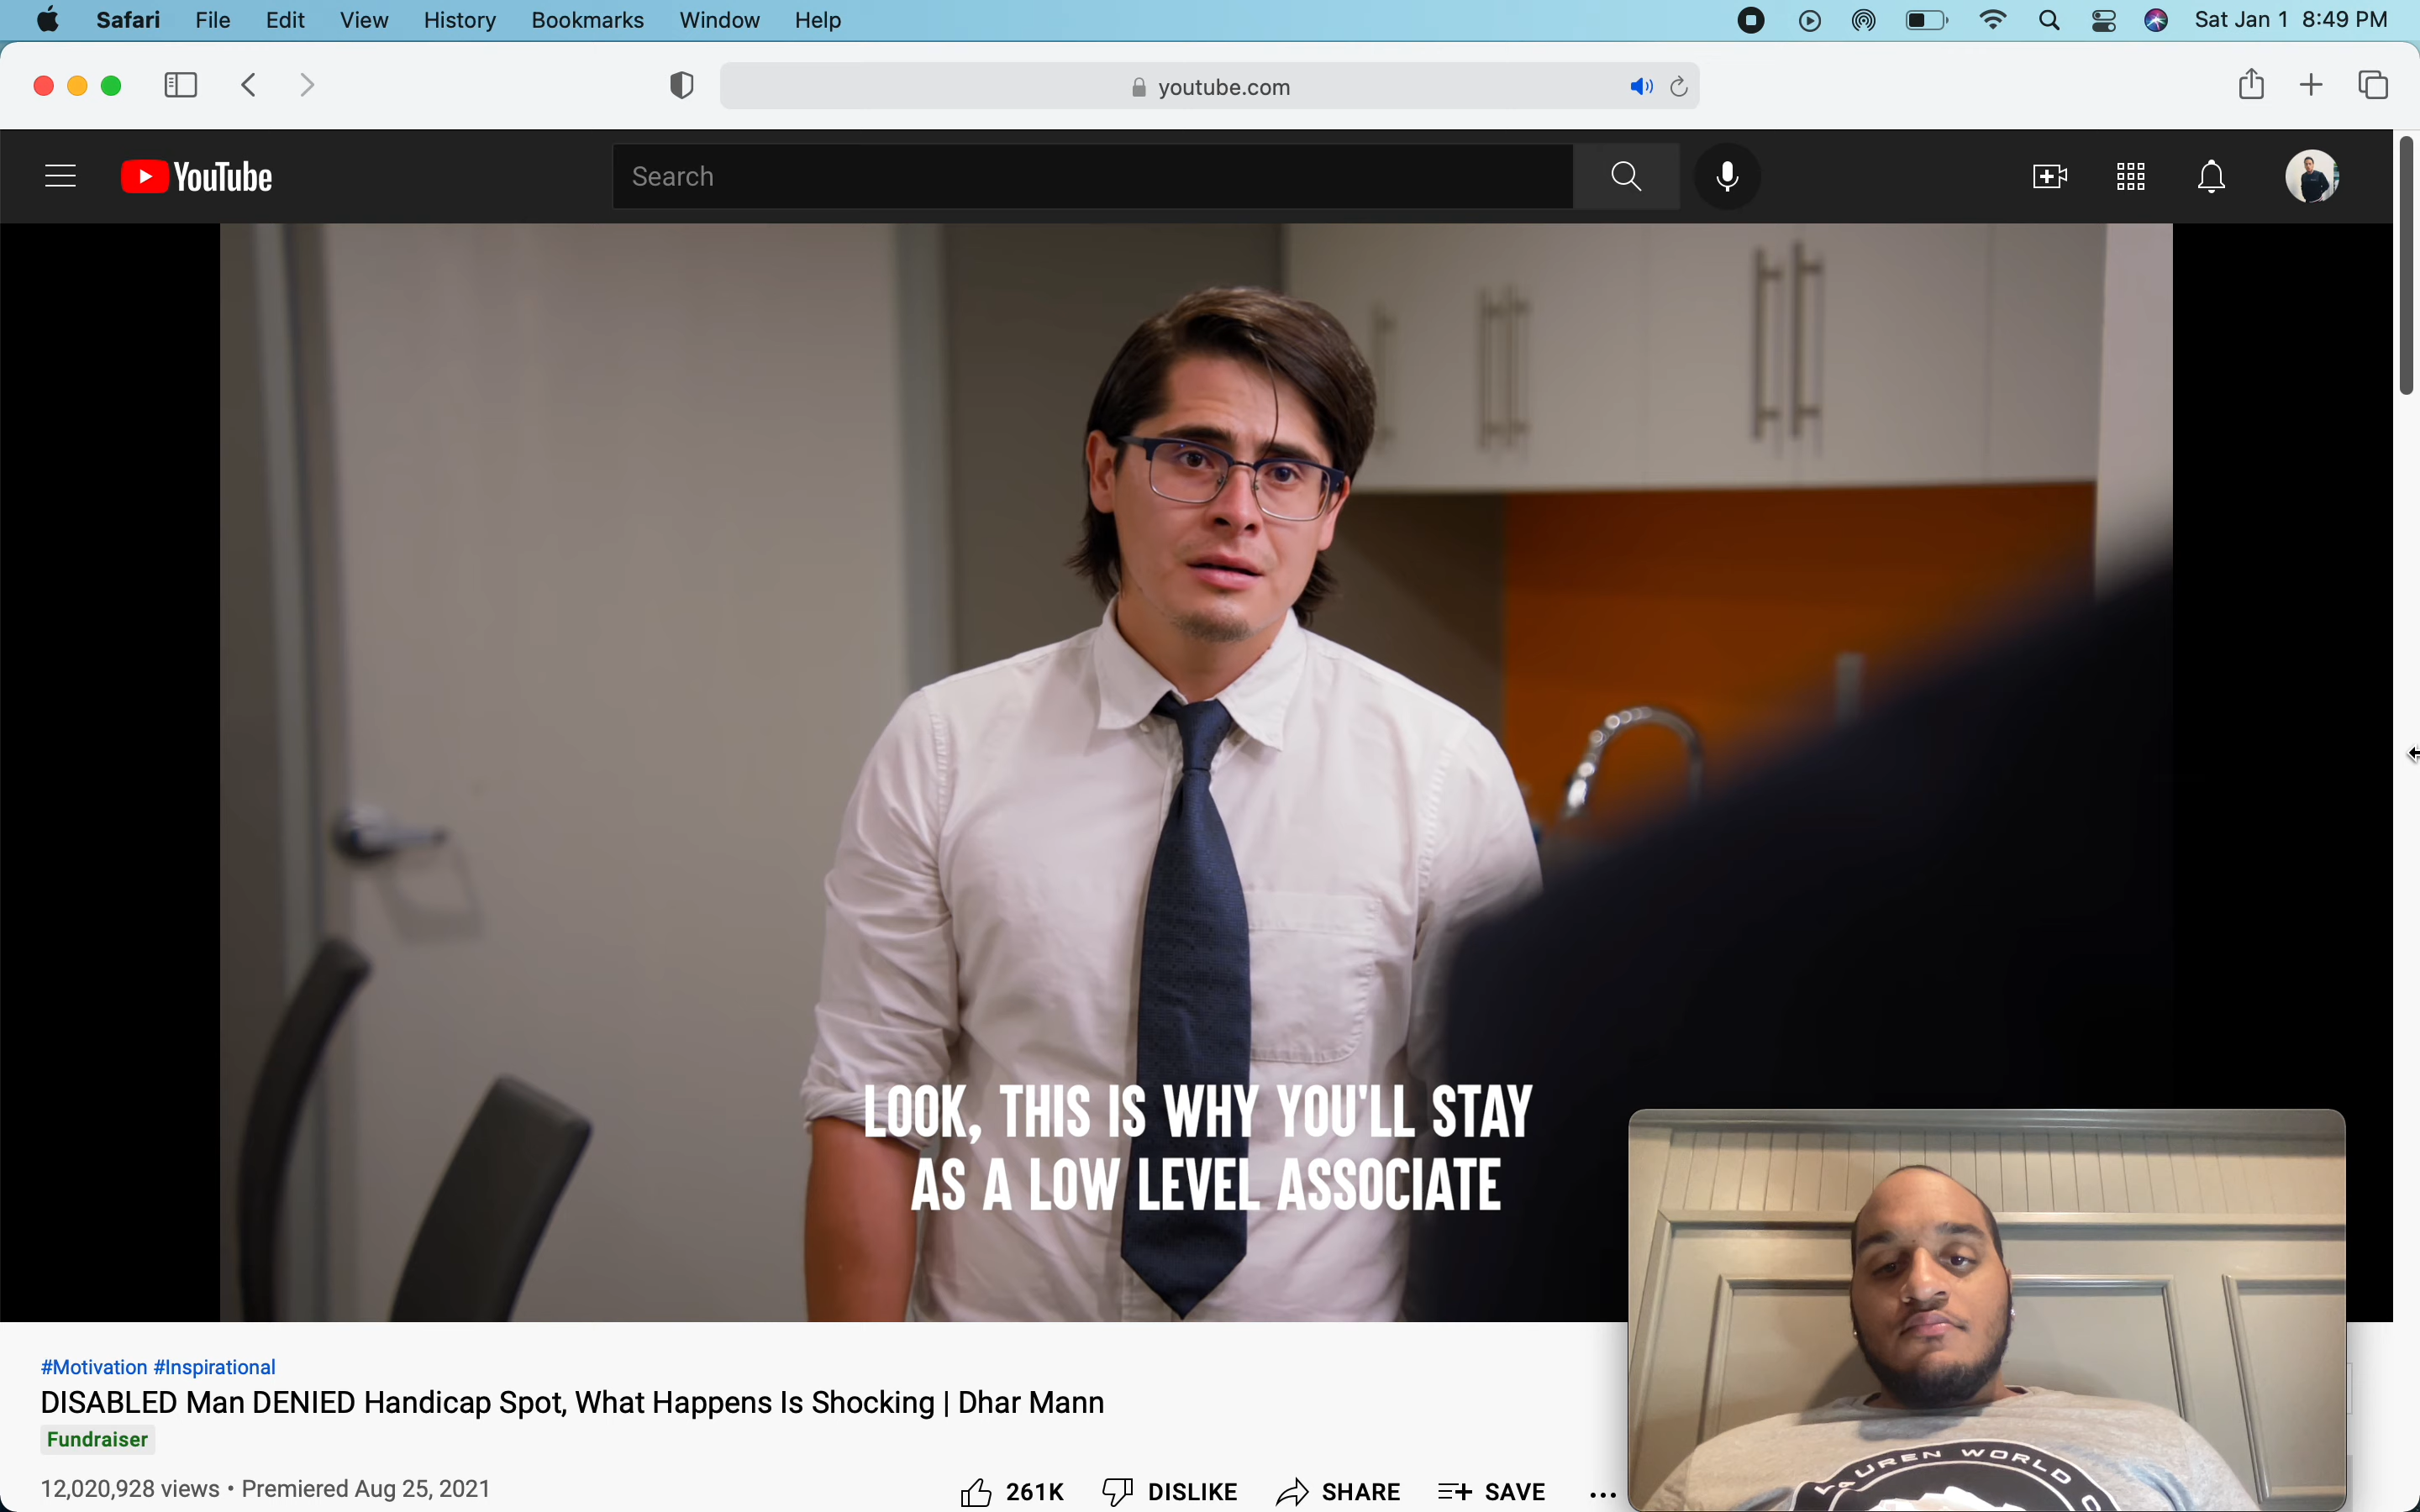 Safari File Edit View History Bookmarks Window Help Sat Jan 1 8:49 PM
youtube.com
YouTube Search
LOOK, THIS IS WHY YOU'LL STAY
AS A LOW LEVEL ASSOCIATE
#Motivation #Inspirational
DISABLED Man DENIED Handicap Spot, What Happens Is Shocking | Dhar Mann
Fundraiser
12,020,928 views • Premiered Aug 25, 2021 261K DISLIKE SHARE SAVE
LAUREN WORLD